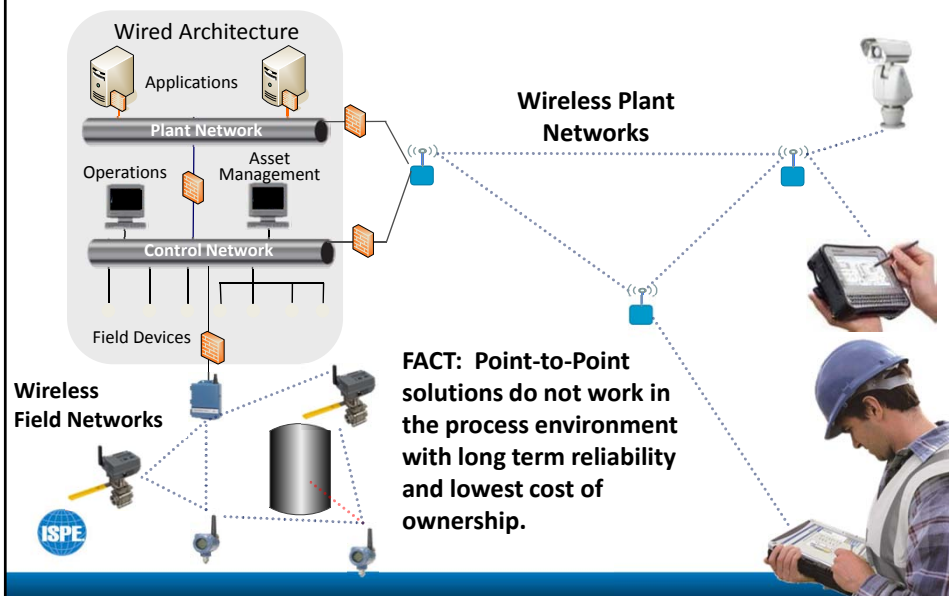 Wired Architecture
Applications
Plant Network
Operations
Asset
Management
Control Network
Field Devices
Wireless Plant
Networks
Wireless
Field Networks
FACT: Point-to-Point
solutions do not work in
the process environment
with long term reliability
and lowest cost of
ownership.
ISPE